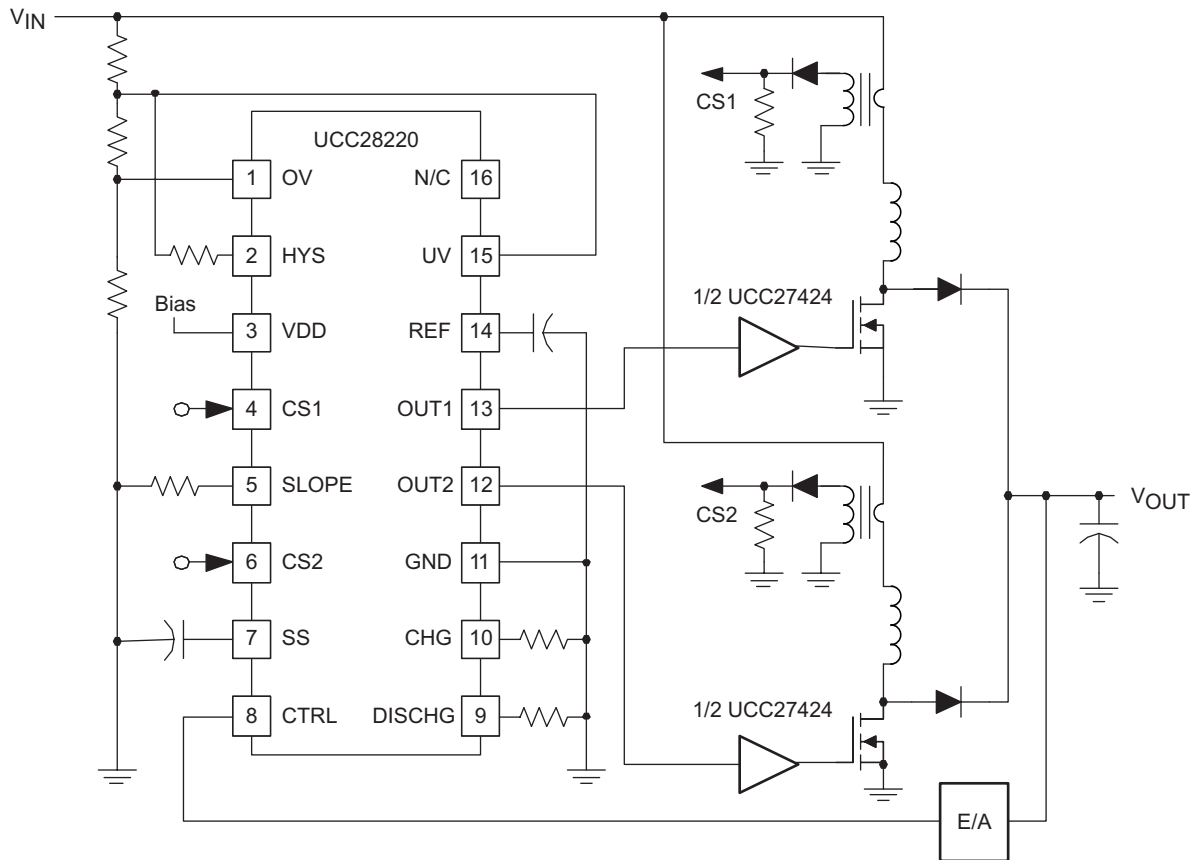 VIN
CS1
UCC28220
1 OV
N/C 16
2 HYS
UV 15
1/2 UCC27424
Bias
3 VDD
REF 14
4 CS1
OUT1 13
5 SLOPE
OUT2 12
CS2
VOUT
6 CS2
GND 11
7 SS
CHG 10
8 CTRL
DISCHG 9
1/2 UCC27424
E/A